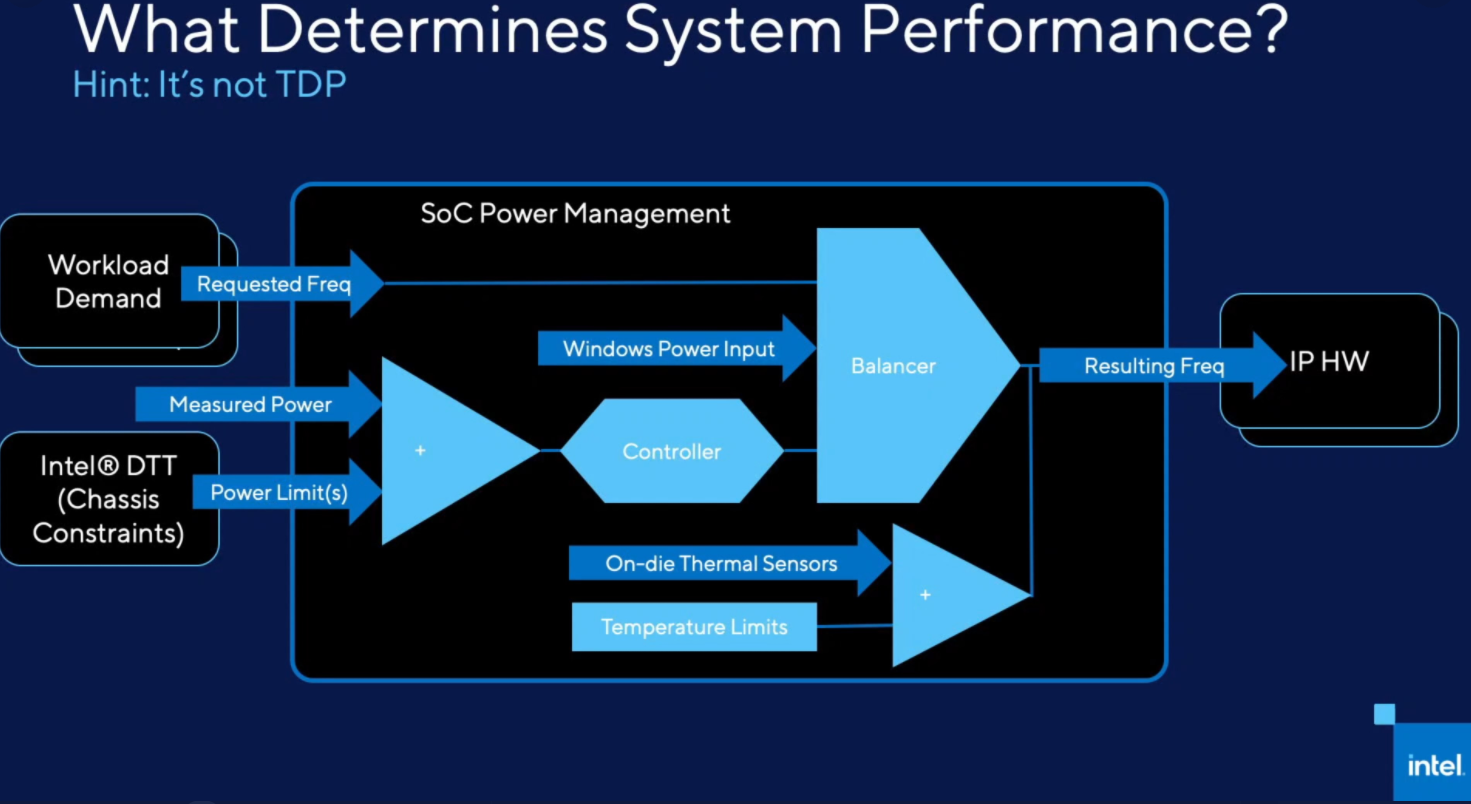 What Determines System Performance?
Hint: It's not TDP
SoC Power Management
Workload
Demand
Requested Freq
Windows Power Input
Balancer
Resulting Freq
IP HW
Measured Power
+
Controller
Intel® DTT
(Chassis
Constraints)
Power Limit(s)
On-die Thermal Sensors
+
Temperature Limits
intel.